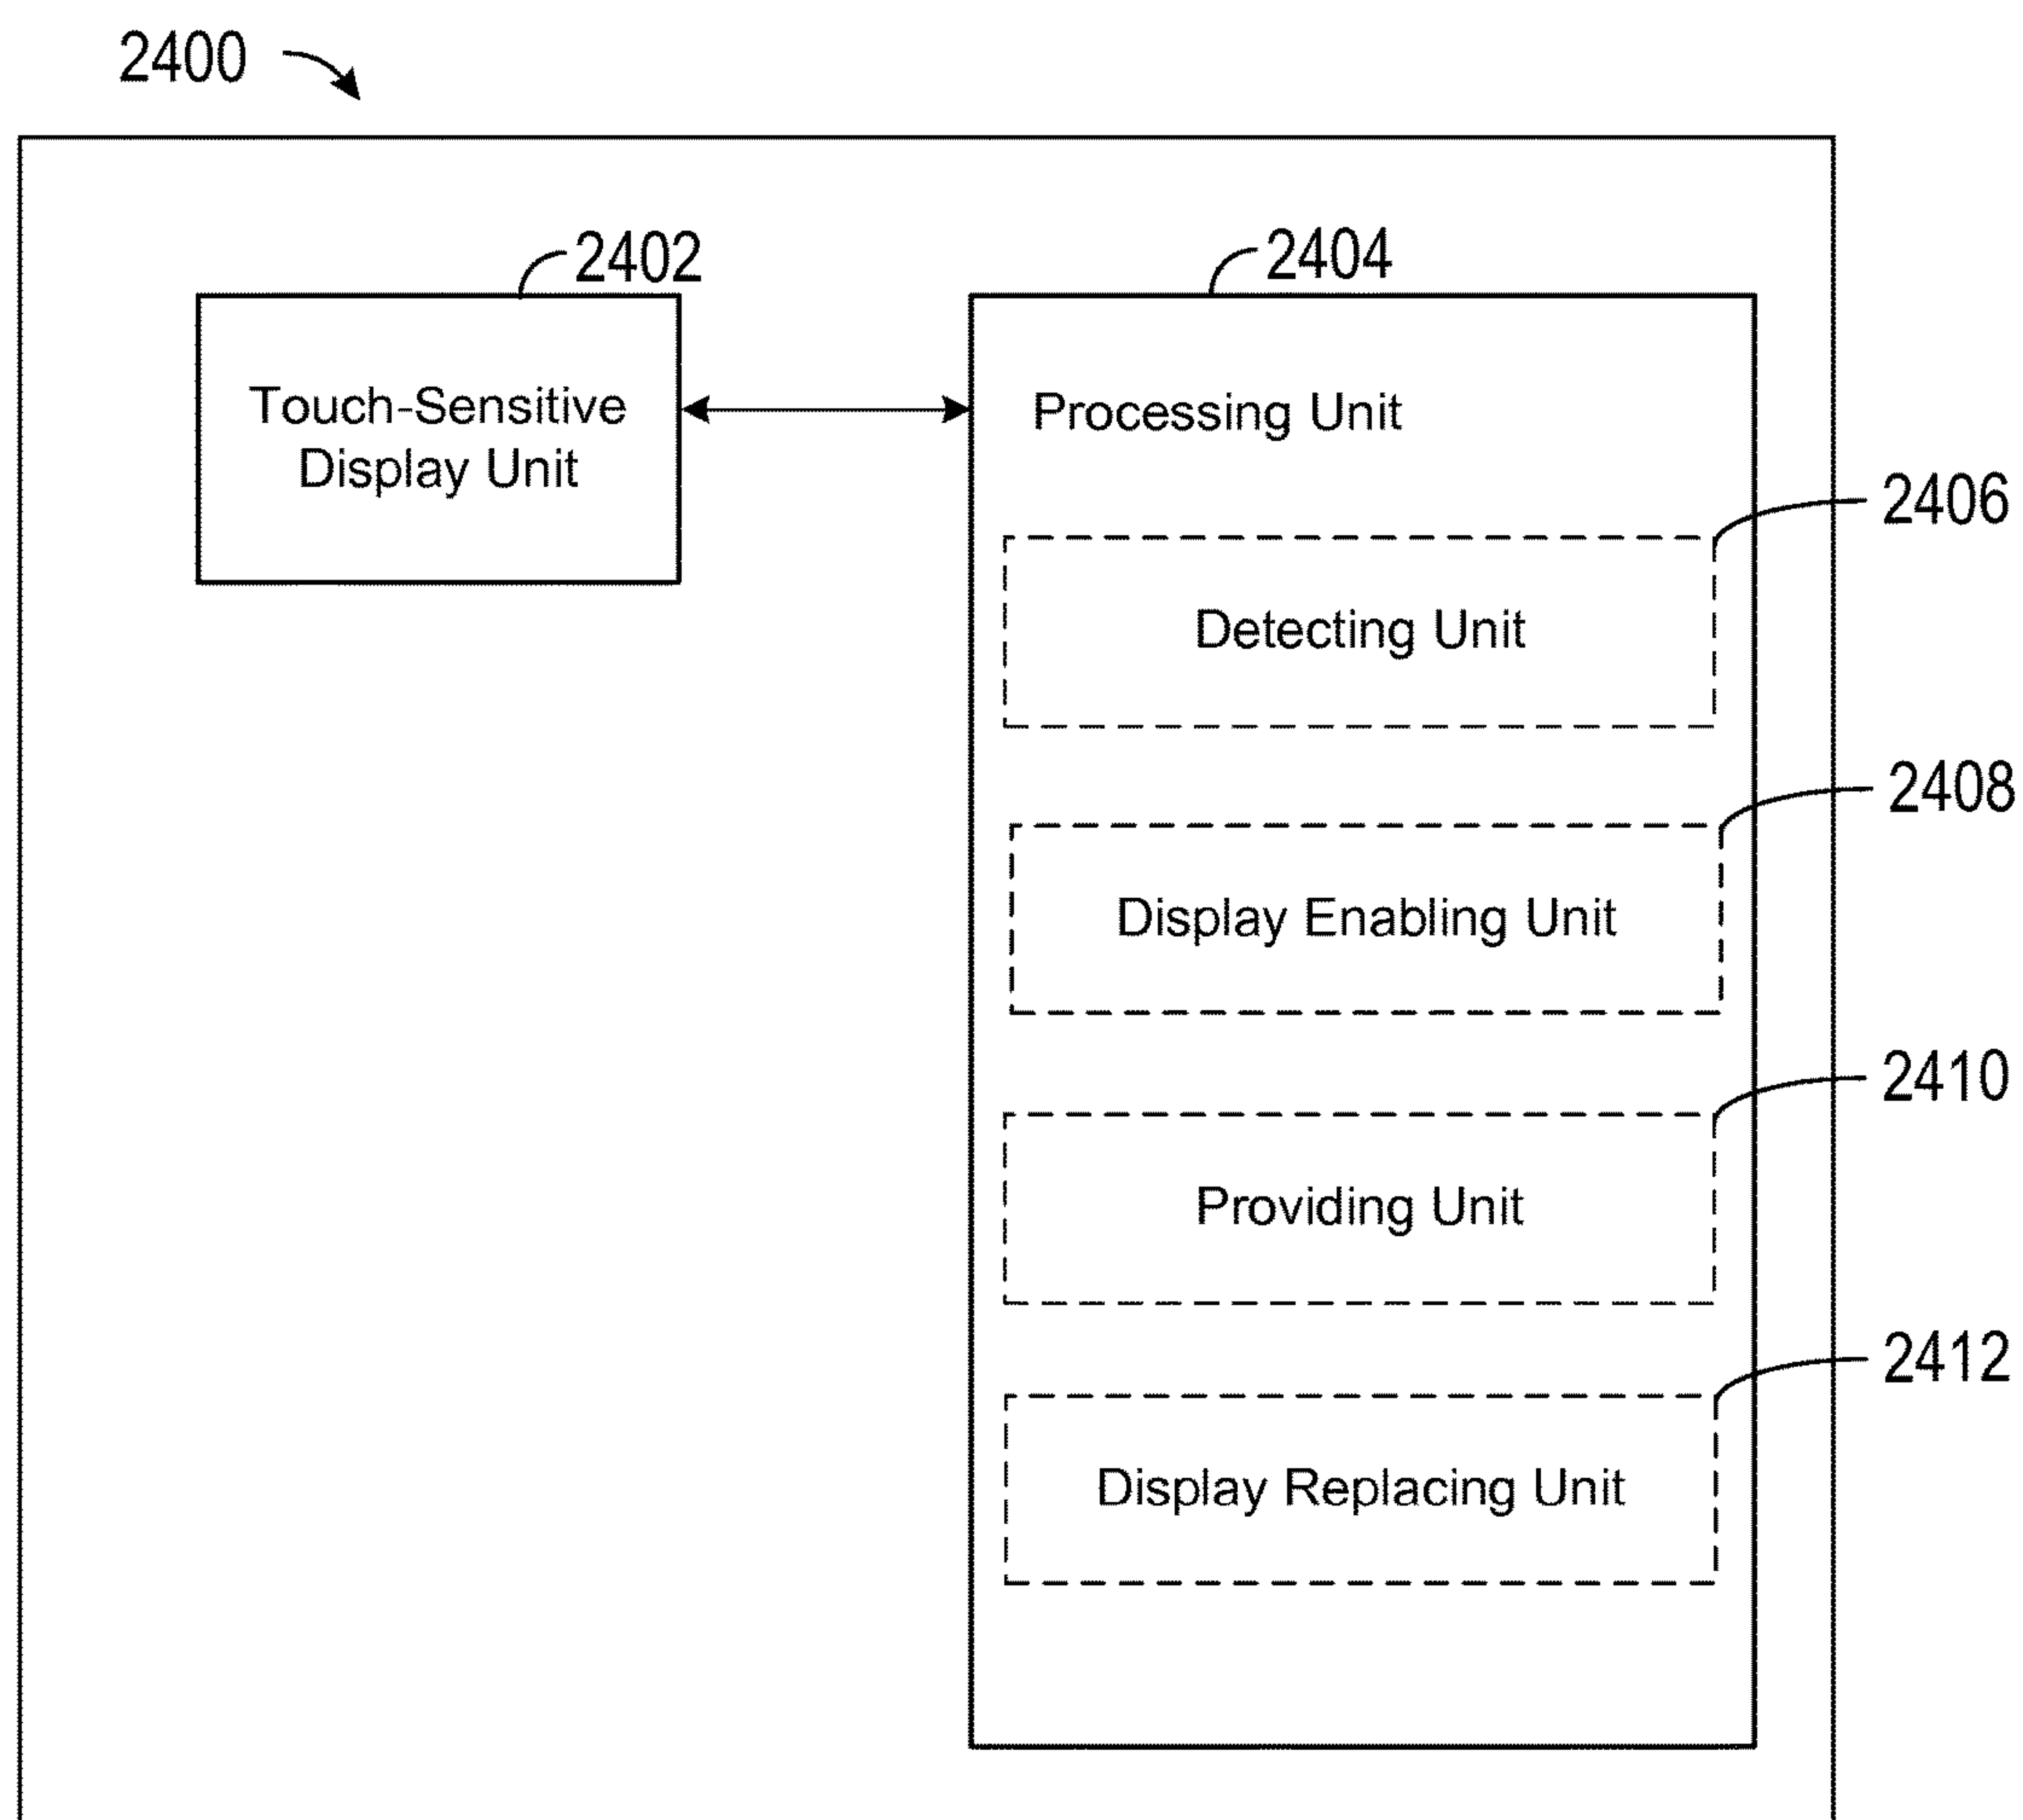 2400
2402
2404
Touch-Sensitive
Display Unit
Processing Unit
2406
Detecting Unit
2408
Display Enabling Unit
2410
Providing Unit
2412
Display Replacing Unit